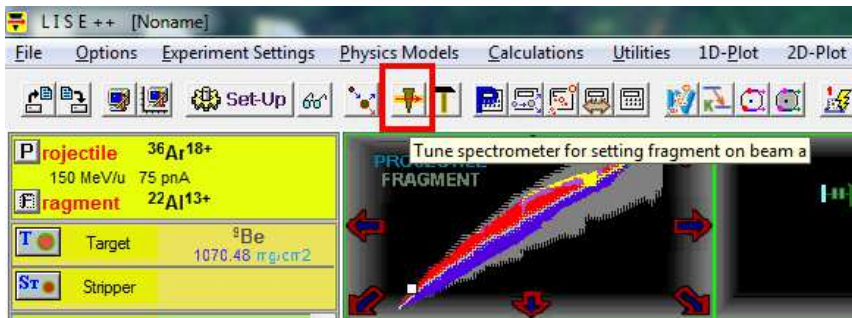 LISE++ [Noname]
File Options Experiment Settings Physics Models Calculations Utilities 1D-Plot 2D-Plot
Set-Up
Tune spectrometer for setting fragment on beam a
Projectile 36Ar18+
150 MeV/u 75 pnA
Fragment 22Al13+
FRAGMENT
T Target 9Be
1070.48 mg/cm2
ST Stripper